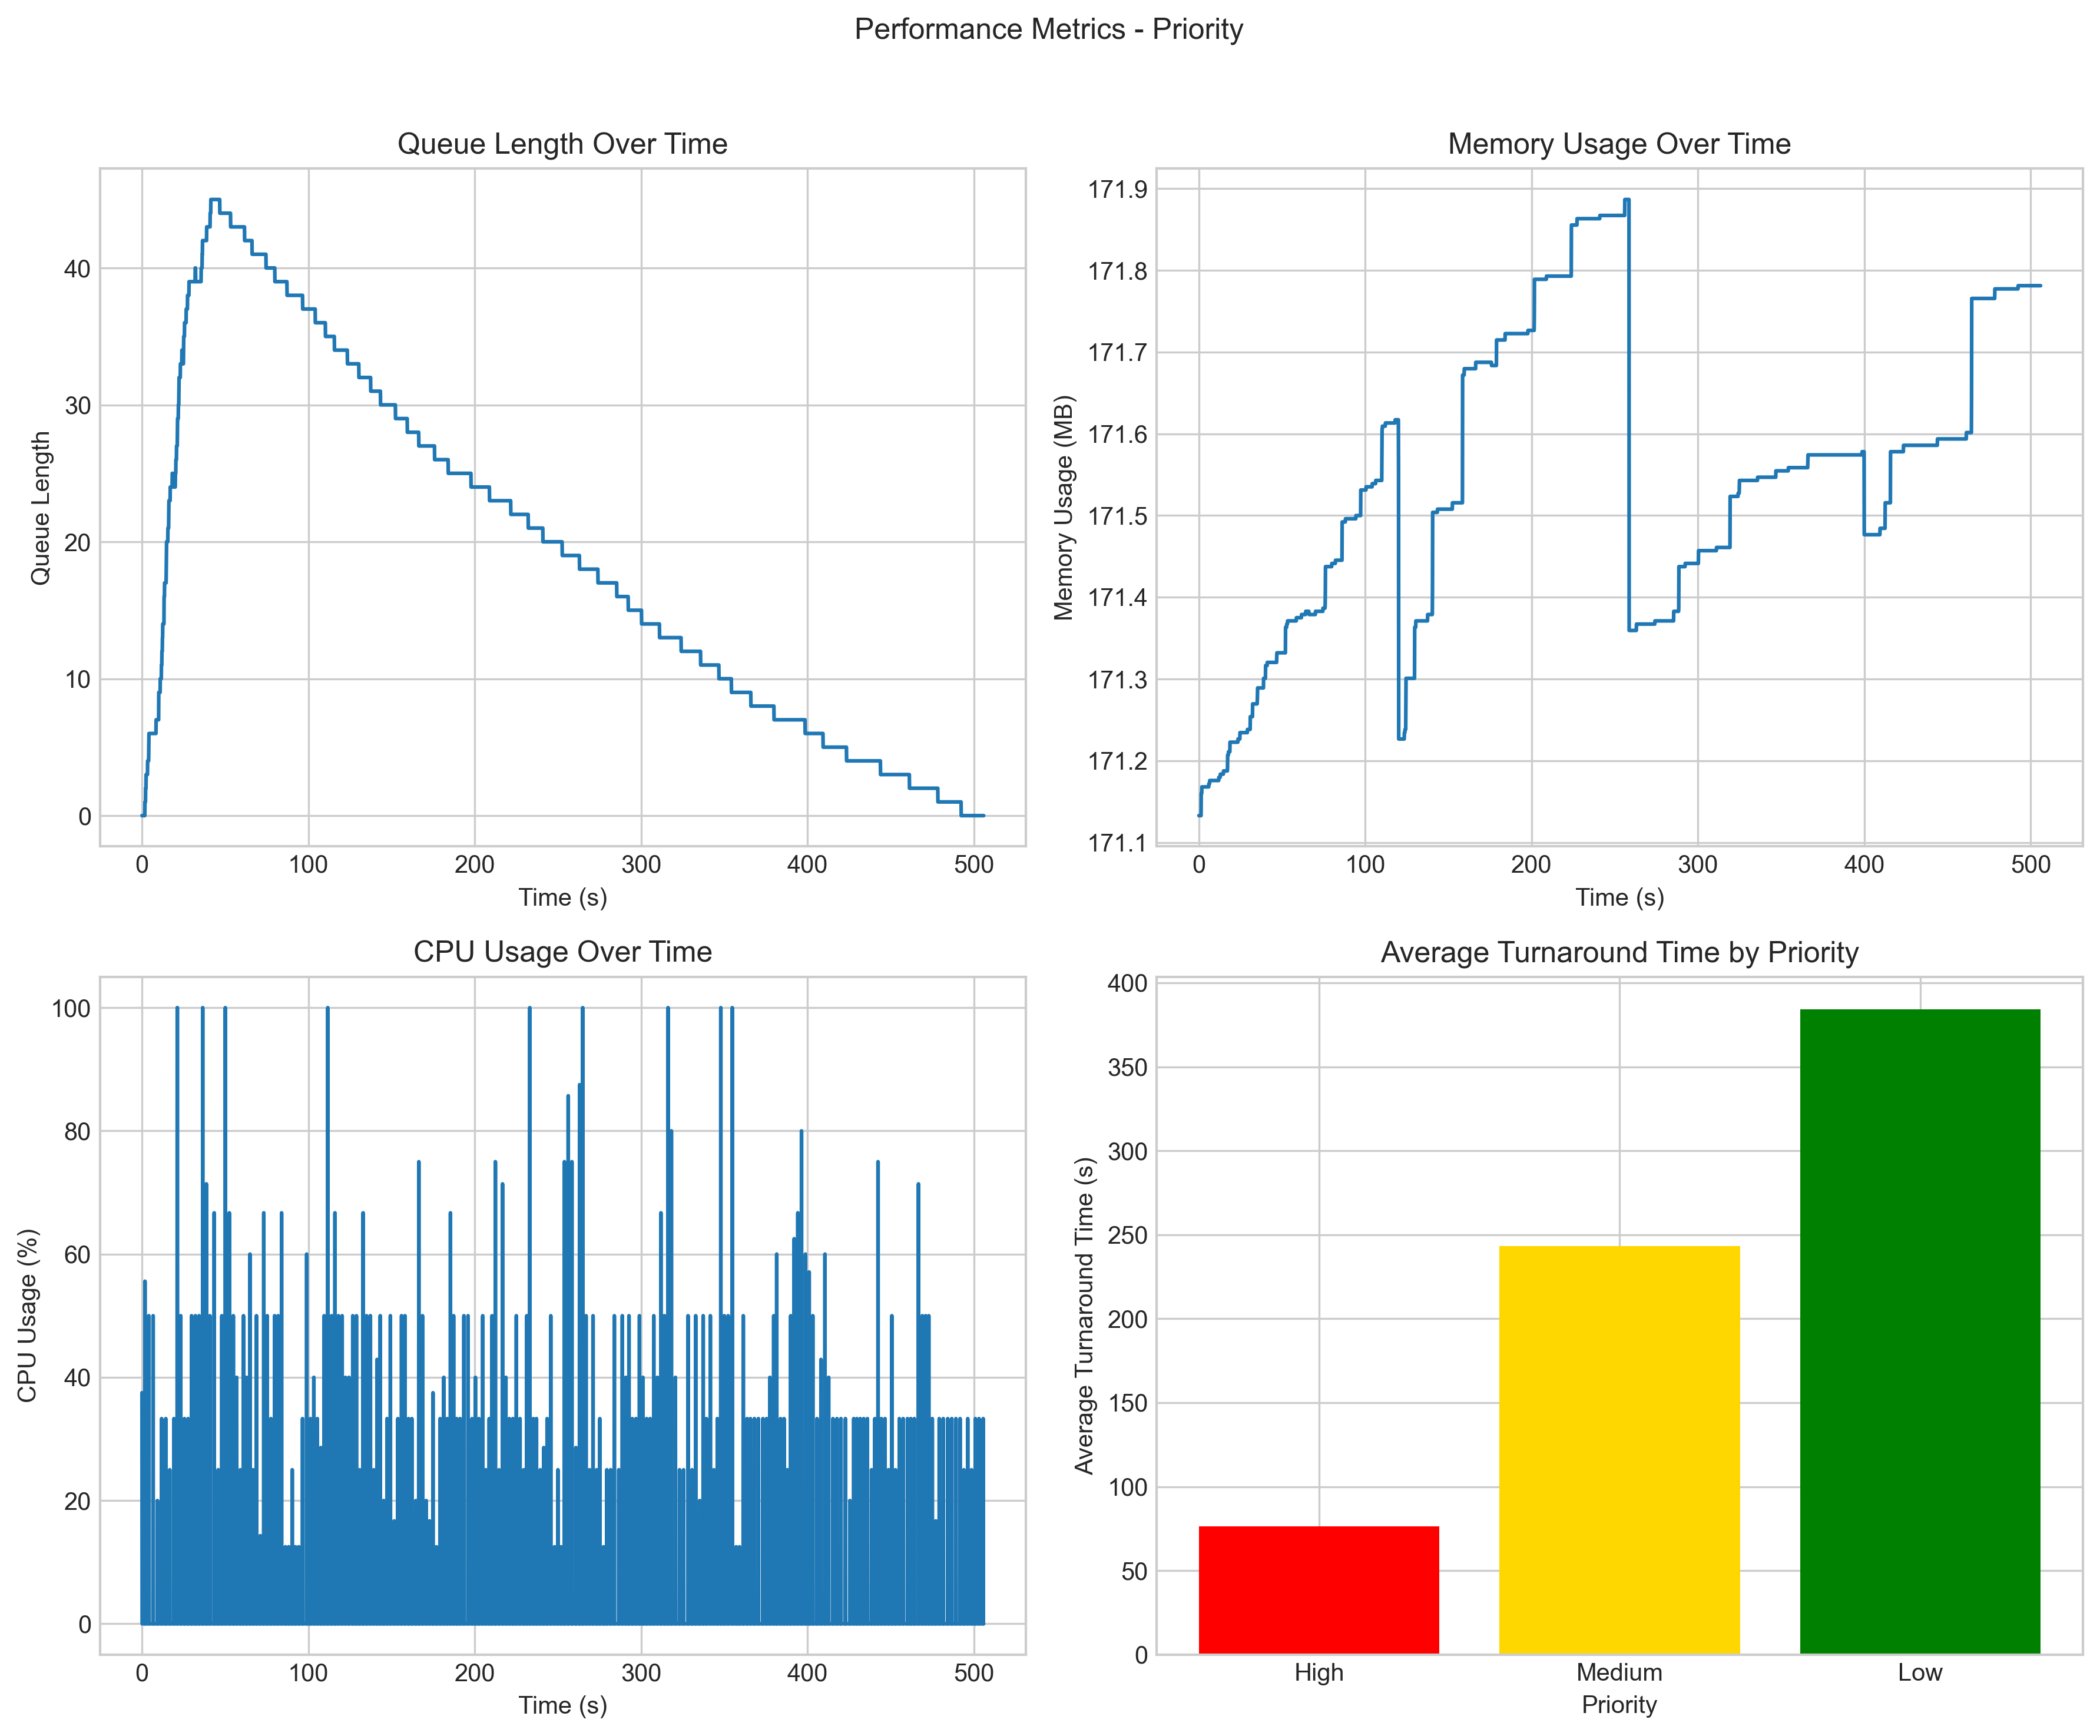 Performance Metrics - Priority
Queue Length Over Time
Queue Length
40
30
20
10
0
0 100 200 300 400 500
Time (s)
Memory Usage Over Time
Memory Usage (MB)
171.9
171.8
171.7
171.6
171.5
171.4
171.3
171.2
171.1
0 100 200 300 400 500
Time (s)
CPU Usage Over Time
CPU Usage (%)
100
80
60
40
20
0
0 100 200 300 400 500
Time (s)
Average Turnaround Time by Priority
Average Turnaround Time (s)
400
350
300
250
200
150
100
50
0
High Medium Low
Priority